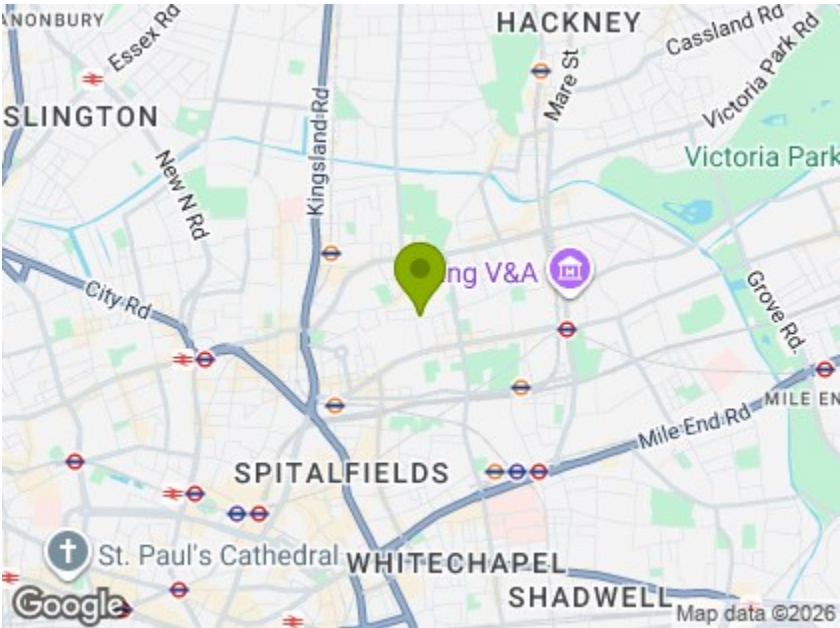 ANONBURY
Essex Rd
HACKNEY
Cassland Rd
Mare St
Victoria Park Rd
SLINGTON
Kingsland Rd
New N Rd
Victoria Park
ng V&A
City Rd
Grove Rd.
MILE EN
Mile End Rd
SPITALFIELDS
St. Paul's Cathedral
WHITECHAPEL
SHADWELL
Google
Map data ©2026